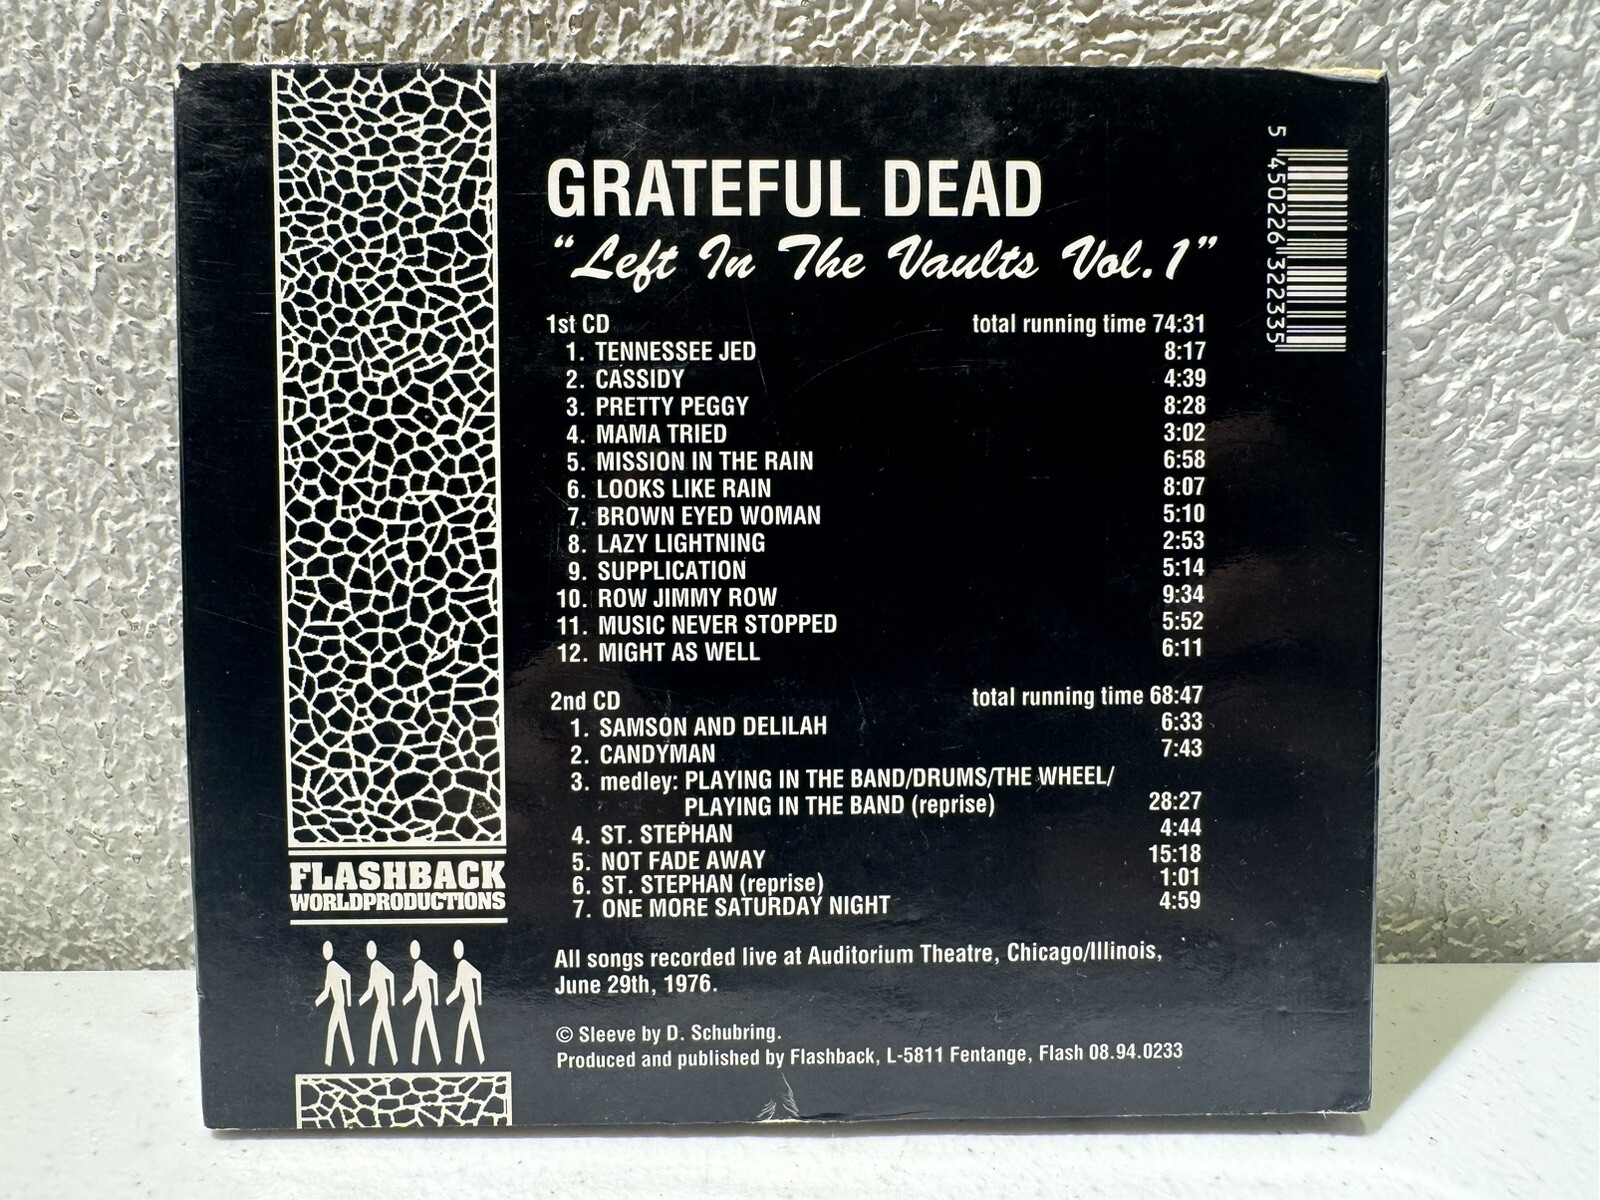 GRATEFUL DEAD
“Left In The Vaults Vol.1”
1st CD total running time 74:31
1. TENNESSEE JED 8:17
2. CASSIDY 4:39
3. PRETTY PEGGY 8:28
4. MAMA TRIED 3:02
5. MISSION IN THE RAIN 6:58
6. LOOKS LIKE RAIN 8:07
7. BROWN EYED WOMAN 5:10
8. LAZY LIGHTNING 2:53
9. SUPPLICATION 5:14
10. ROW JIMMY ROW 9:34
11. MUSIC NEVER STOPPED 5:52
12. MIGHT AS WELL 6:11
2nd CD total running time 68:47
1. SAMSON AND DELILAH 6:33
2. CANDYMAN 7:43
3. medley: PLAYING IN THE BAND/DRUMS/THE WHEEL/
PLAYING IN THE BAND (reprise) 28:27
4. ST. STEPHAN 4:44
5. NOT FADE AWAY 15:18
6. ST. STEPHAN (reprise) 1:01
7. ONE MORE SATURDAY NIGHT 4:59
All songs recorded live at Auditorium Theatre, Chicago/Illinois,
June 29th, 1976.
© Sleeve by D. Schubring.
Produced and published by Flashback, L-5811 Fentange, Flash 08.94.0233
FLASHBACK
WORLDPRODUCTIONS
5 450226 322335